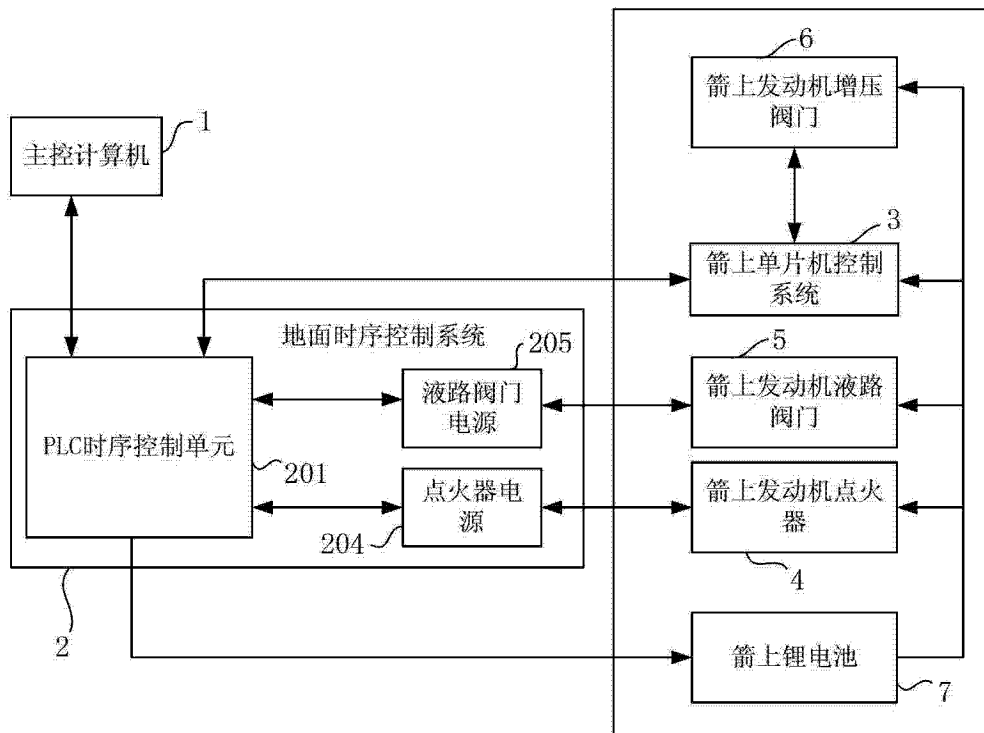 1
主控计算机
地面时序控制系统
PLC时序控制单元
201
205
液路阀门
电源
点火器电
源
204
2
6
箭上发动机增压
阀门
3
箭上单片机控制
系统
5
箭上发动机液路
阀门
箭上发动机点火
器
4
箭上锂电池
7